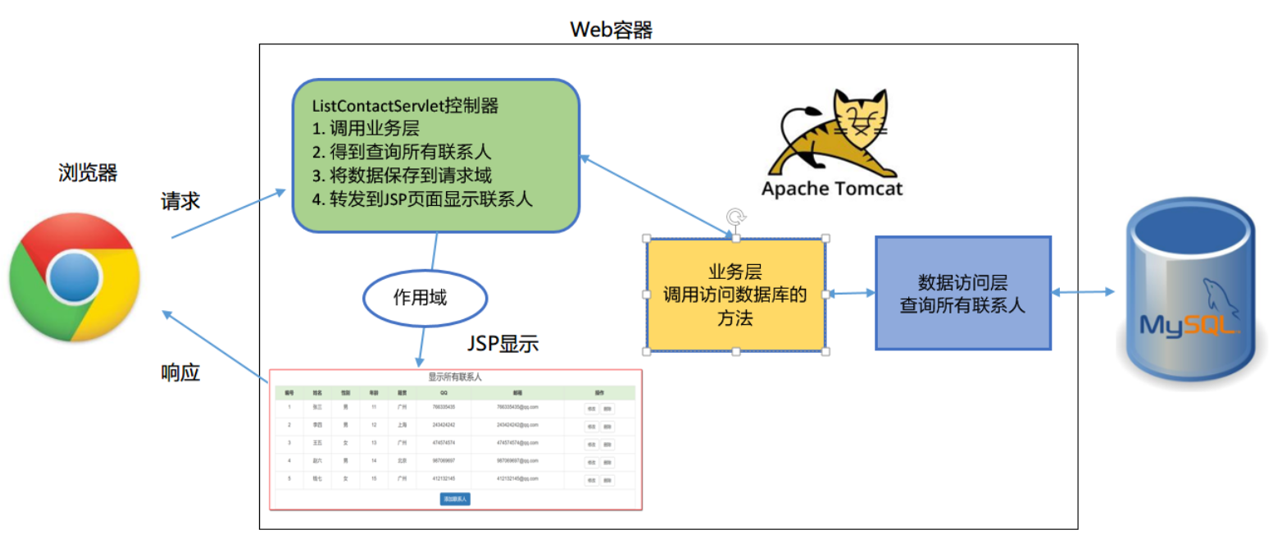 Web容器
ListContactServlet控制器
1. 调用业务层
2. 得到查询所有联系人
3. 将数据保存到请求域
4. 转发到JSP页面显示联系人
Apache Tomcat
浏览器
请求
业务层
调用访问数据库的
方法
数据访问层
查询所有联系人
MySQL
作用域
JSP显示
响应
显示所有联系人
编号 姓名 性别 年龄 籍贯 QQ 邮箱 操作
1 张三 男 11 广州 766335435 766335435@qq.com 修改 删除
2 李四 男 12 上海 243424242 243424242@qq.com 修改 删除
3 王五 女 13 广州 474574574 474574574@qq.com 修改 删除
4 赵六 男 14 北京 987069697 987069697@qq.com 修改 删除
5 钱七 女 15 广州 412132145 412132145@qq.com 修改 删除
添加联系人